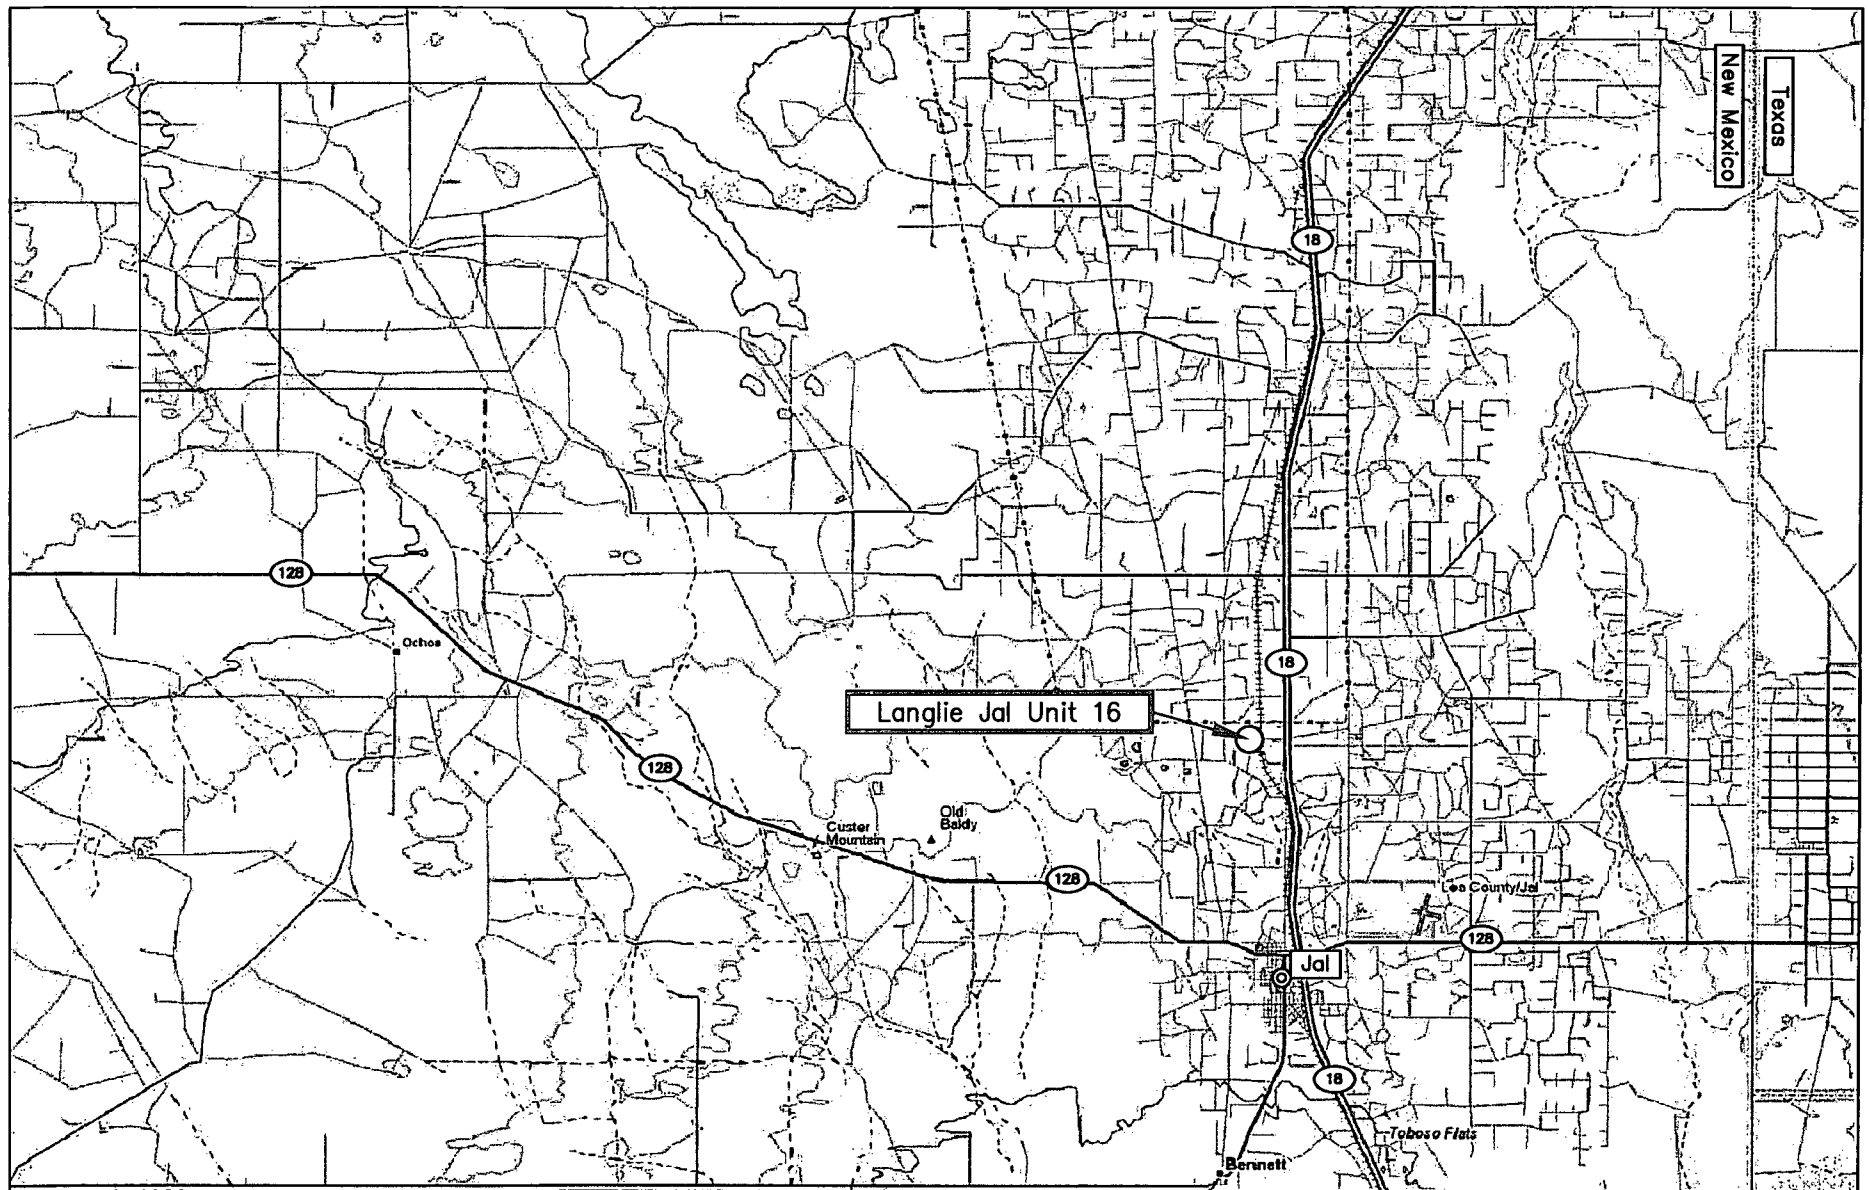 New Mexico
Texas
18
128
Ochoa
18
Langlie Jal Unit 16
128
Old
Baldy
Custer
Mountain
128
Lea County/Jal
128
Jal
18
Toboso Flats
Bennett